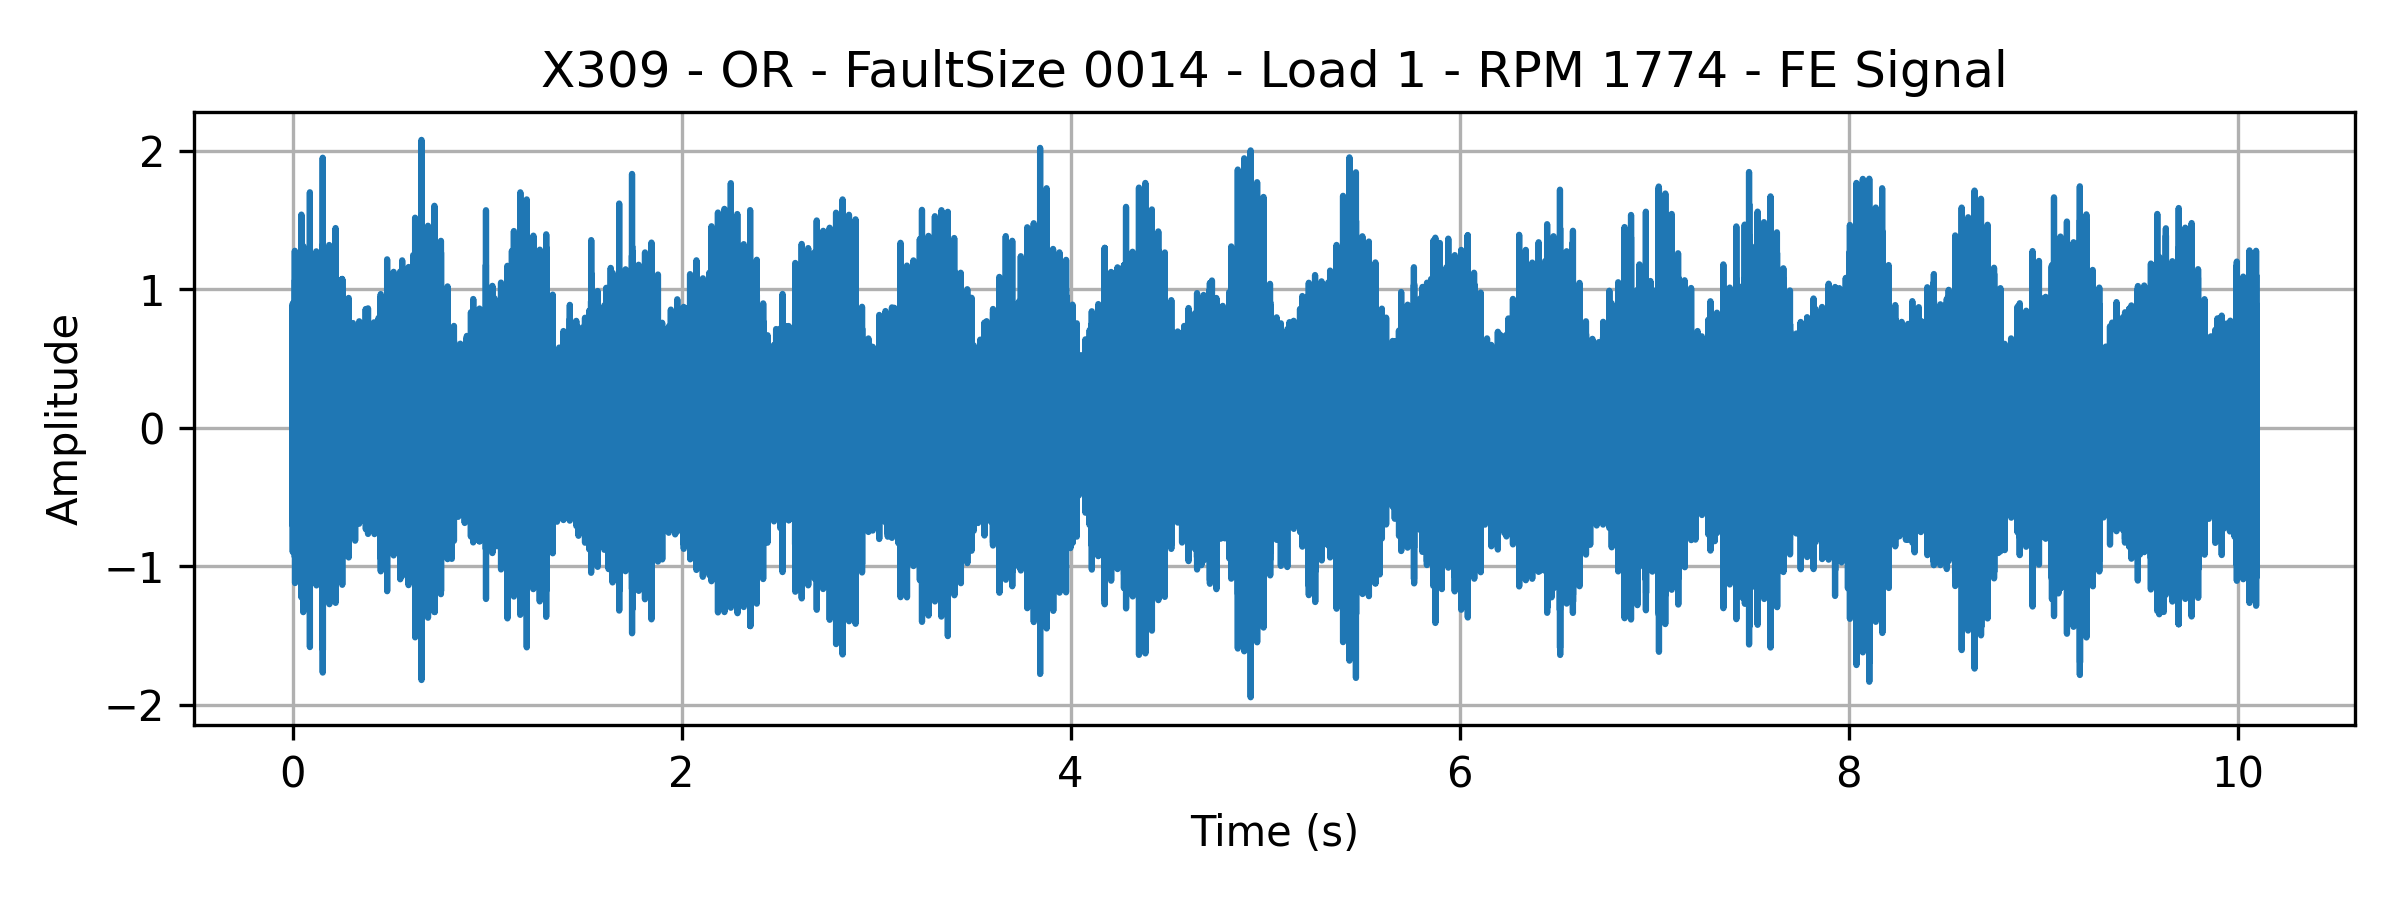 X309 - OR - FaultSize 0014 - Load 1 - RPM 1774 - FE Signal
Amplitude
2
1
0
−1
−2
0 2 4 6 8 10
Time (s)